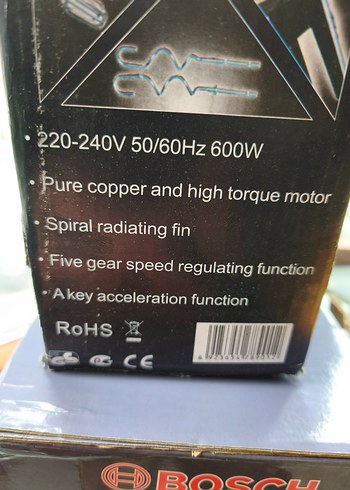 • 220-240V 50/60Hz 600W
• Pure copper and high torque motor
• Spiral radiating fin
• Five gear speed regulating function
• A key acceleration function
RoHS
CE
BOSCH